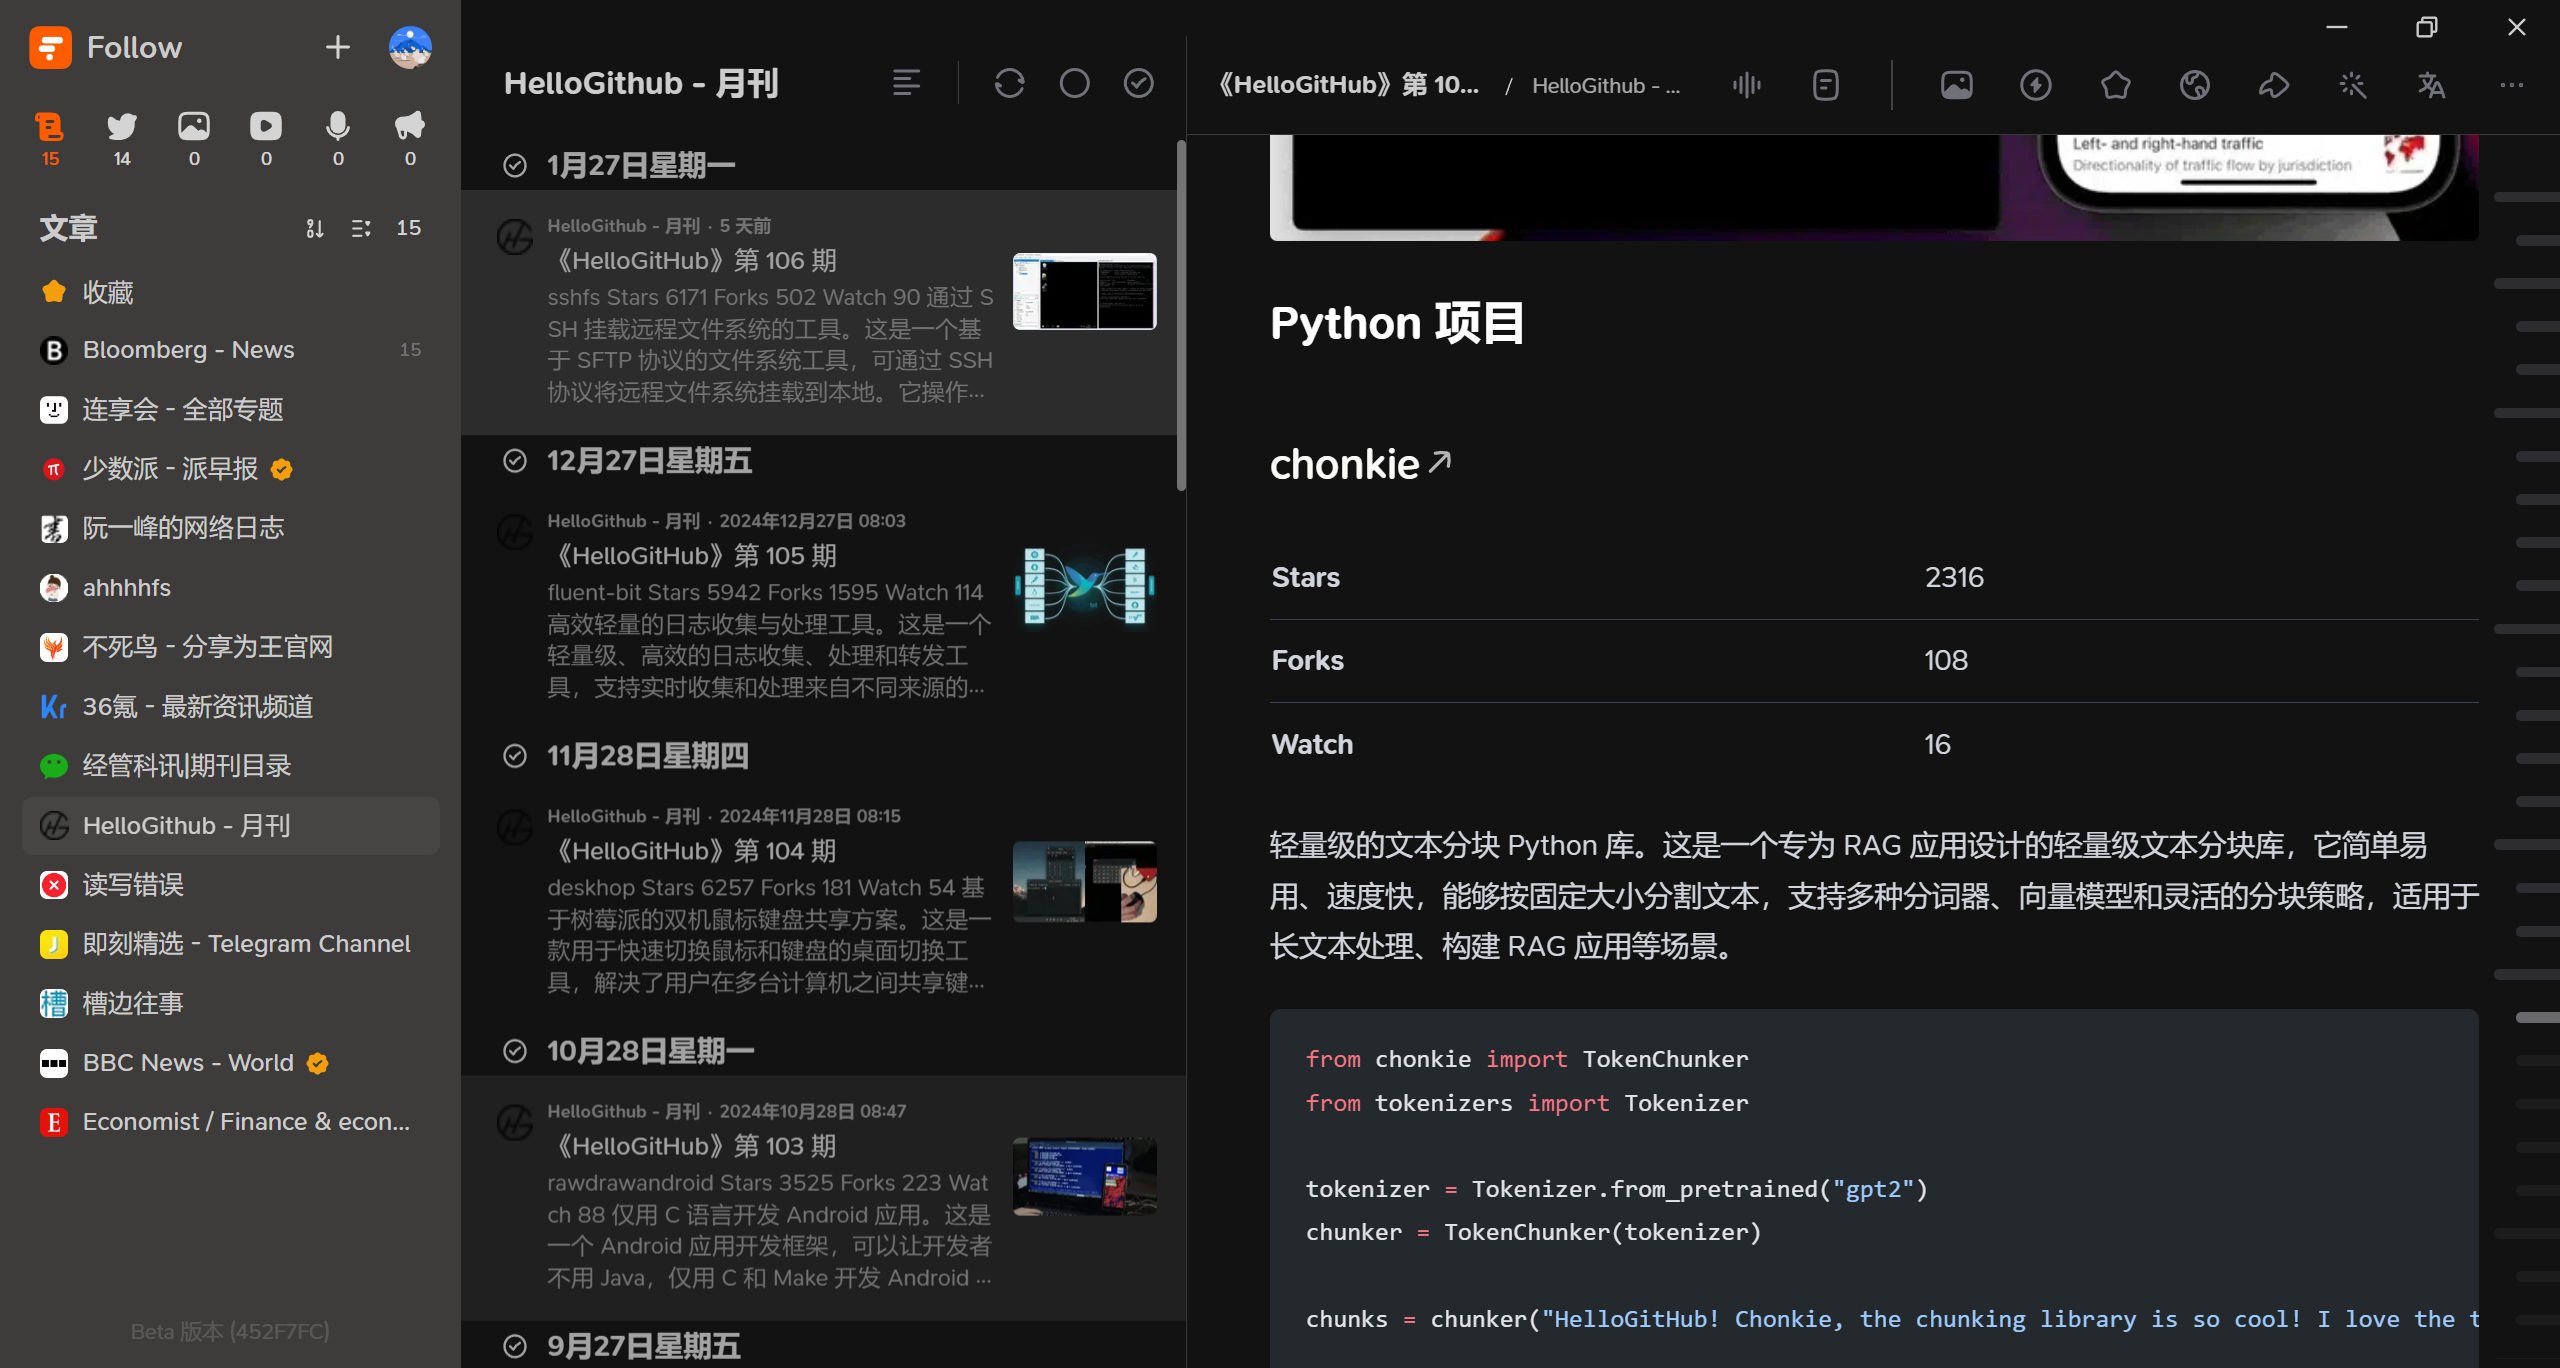 Follow
15
14
0
0
0
0
文章
15
收藏
Bloomberg - News
15
连享会 - 全部专题
少数派 - 派早报
阮一峰的网络日志
ahhhhfs
不死鸟 - 分享为王官网
36氪 - 最新资讯频道
经管科讯|期刊目录
HelloGithub - 月刊
读写错误
即刻精选 - Telegram Channel
槽边往事
BBC News - World
Economist / Finance & econ...
Beta 版本 (452F7FC)
HelloGithub - 月刊
1月27日星期一
HelloGithub - 月刊 · 5 天前
《HelloGitHub》第 106 期
sshfs Stars 6171 Forks 502 Watch 90 通过 S
SH 挂载远程文件系统的工具。这是一个基
于 SFTP 协议的文件系统工具，可通过 SSH
协议将远程文件系统挂载到本地。它操作...
12月27日星期五
HelloGithub - 月刊 · 2024年12月27日 08:03
《HelloGitHub》第 105 期
fluent-bit Stars 5942 Forks 1595 Watch 114
高效轻量的日志收集与处理工具。这是一个
轻量级、高效的日志收集、处理和转发工
具，支持实时收集和处理来自不同来源的...
11月28日星期四
HelloGithub - 月刊 · 2024年11月28日 08:15
《HelloGitHub》第 104 期
deskhop Stars 6257 Forks 181 Watch 54 基
于树莓派的双机鼠标键盘共享方案。这是一
款用于快速切换鼠标和键盘的桌面切换工
具，解决了用户在多台计算机之间共享键...
10月28日星期一
HelloGithub - 月刊 · 2024年10月28日 08:47
《HelloGitHub》第 103 期
rawdrawandroid Stars 3525 Forks 223 Wat
ch 88 仅用 C 语言开发 Android 应用。这是
一个 Android 应用开发框架，可以让开发者
不用 Java，仅用 C 和 Make 开发 Android ...
9月27日星期五
《HelloGitHub》第 10... / HelloGithub - ...
Left- and right-hand traffic
Directionality of traffic flow by jurisdiction
Python 项目
chonkie
Stars 2316
Forks 108
Watch 16
轻量级的文本分块 Python 库。这是一个专为 RAG 应用设计的轻量级文本分块库，它简单易
用、速度快，能够按固定大小分割文本，支持多种分词器、向量模型和灵活的分块策略，适用于
长文本处理、构建 RAG 应用等场景。
from chonkie import TokenChunker
from tokenizers import Tokenizer
tokenizer = Tokenizer.from_pretrained("gpt2")
chunker = TokenChunker(tokenizer)
chunks = chunker("HelloGitHub! Chonkie, the chunking library is so cool! I love the t